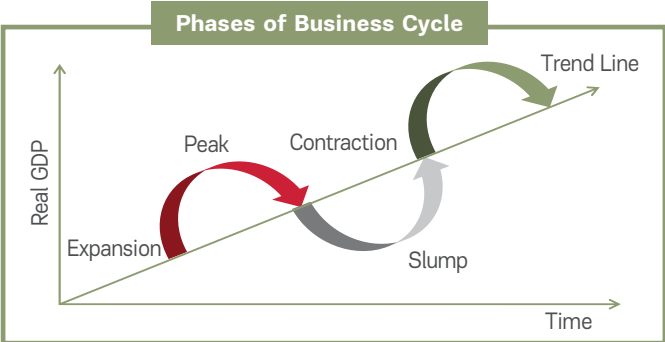 Phases of Business Cycle
Trend Line
Peak
Contraction
Real GDP
Expansion
Slump
Time